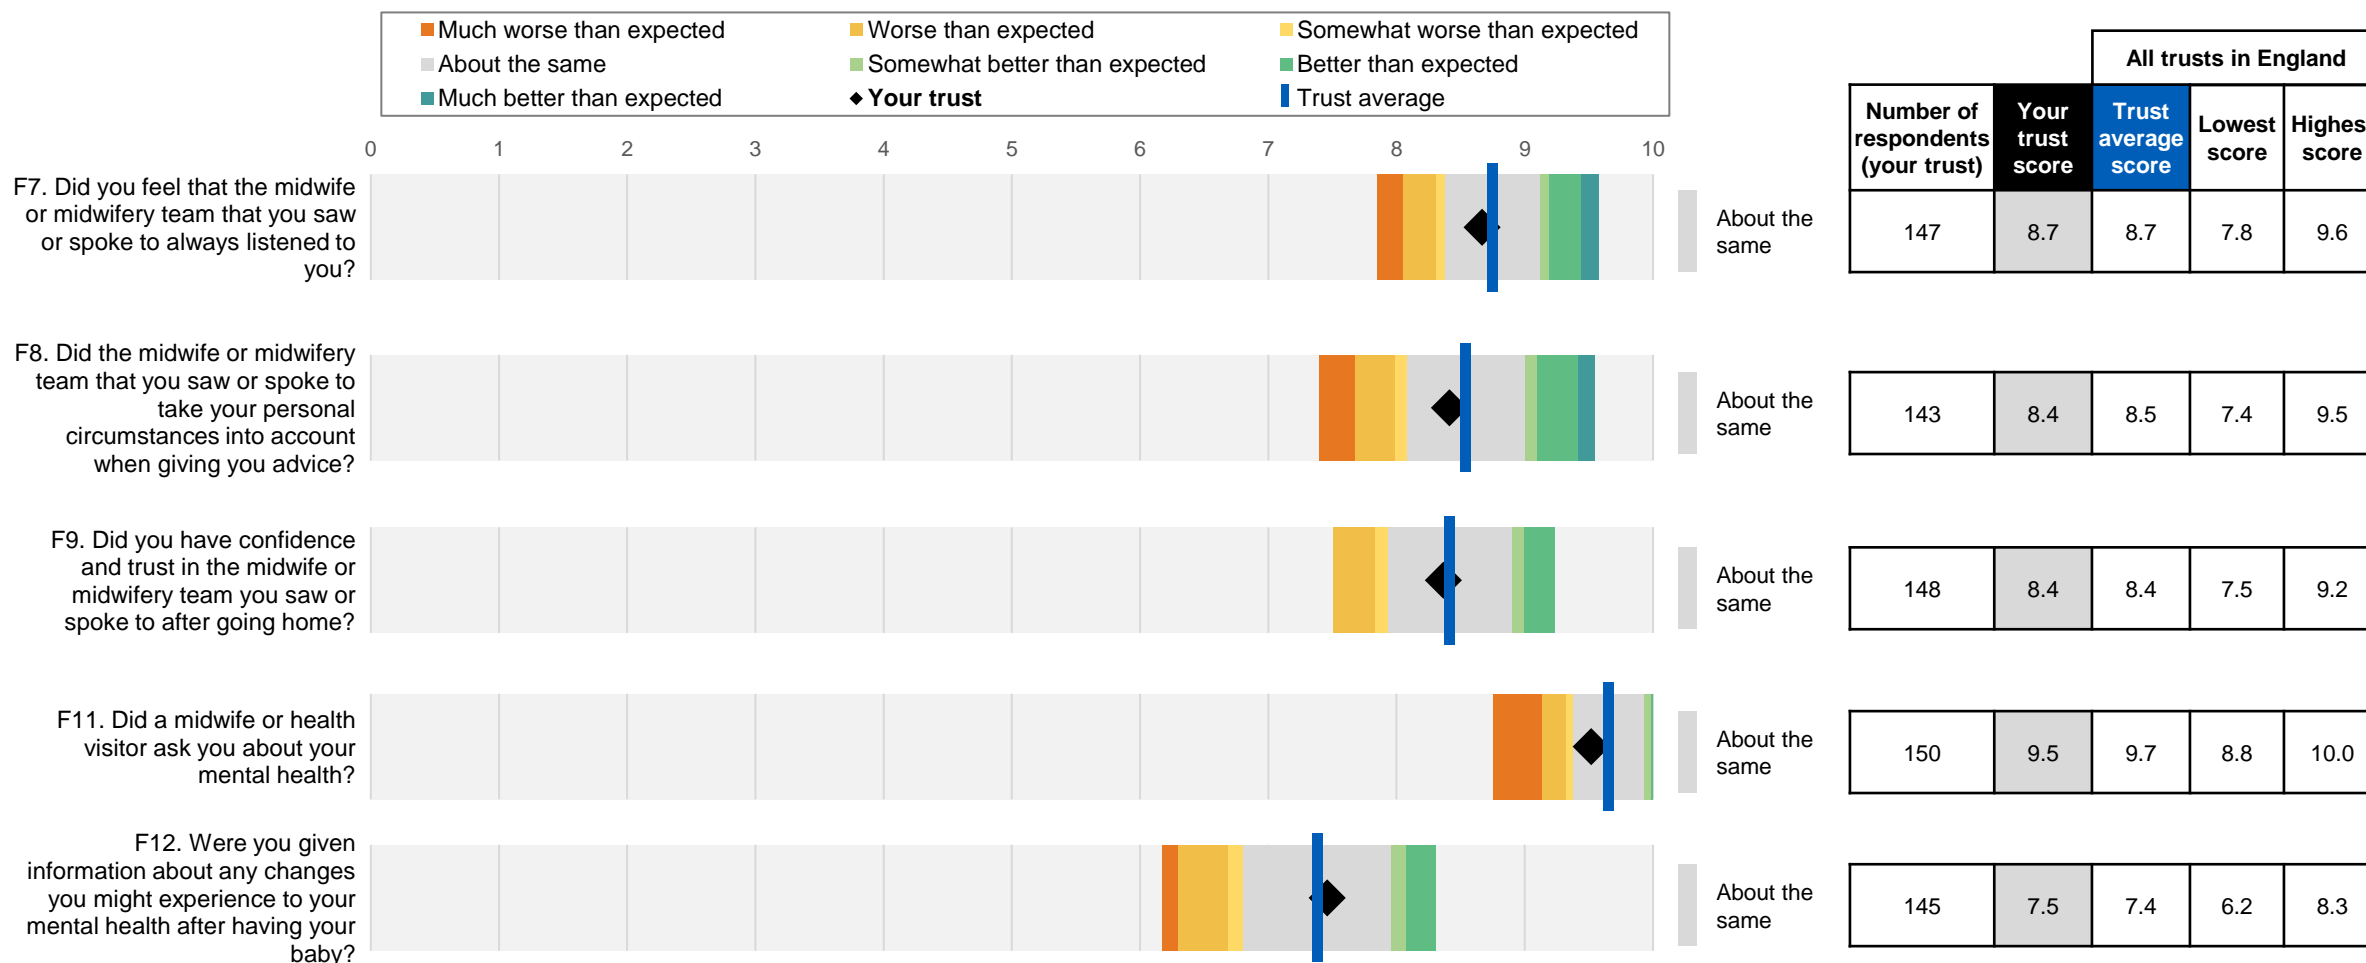 Much worse than expected
Worse than expected
Somewhat worse than expected
About the same
Somewhat better than expected
Better than expected
Much better than expected
Your trust
Trust average
All trusts in England
Number of
respondents
(your trust)
Your
trust
score
Trust
average
score
Lowest
score
Highes
score
0 1 2 3 4 5 6 7 8 9 10
F7. Did you feel that the midwife
or midwifery team that you saw
or spoke to always listened to
you?
About the
same
147 8.7 8.7 7.8 9.6
F8. Did the midwife or midwifery
team that you saw or spoke to
take your personal
circumstances into account
when giving you advice?
About the
same
143 8.4 8.5 7.4 9.5
F9. Did you have confidence
and trust in the midwife or
midwifery team you saw or
spoke to after going home?
About the
same
148 8.4 8.4 7.5 9.2
F11. Did a midwife or health
visitor ask you about your
mental health?
About the
same
150 9.5 9.7 8.8 10.0
F12. Were you given
information about any changes
you might experience to your
mental health after having your
baby?
About the
same
145 7.5 7.4 6.2 8.3